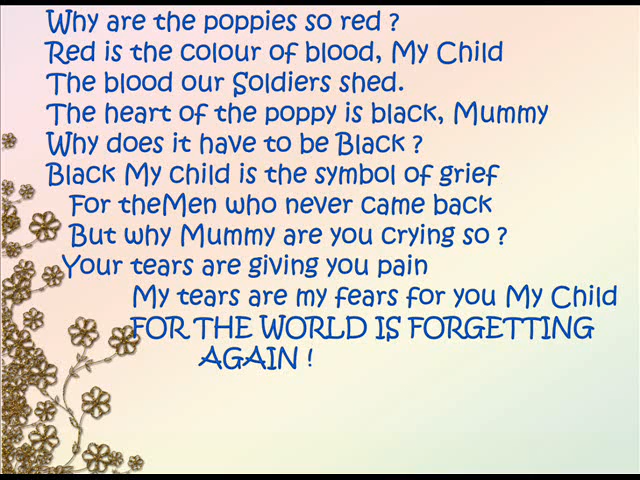 Why are the poppies so red ?
Red is the colour of blood, My Child
The blood our Soldiers shed.
The heart of the poppy is black, Mummy
Why does it have to be Black ?
Black My child is the symbol of grief
For theMen who never came back
But why Mummy are you crying so ?
Your tears are giving you pain
My tears are my fears for you My Child
FOR THE WORLD IS FORGETTING
AGAIN !